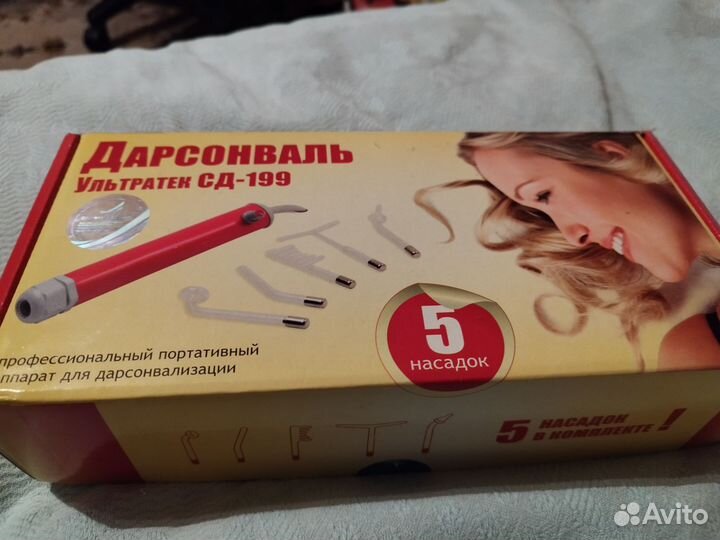 Дарсонваль
Ультратек СД-199
5
насадок
профессиональный портативный
аппарат для дарсонвализации
5 насадок
в комплекте!
Avito